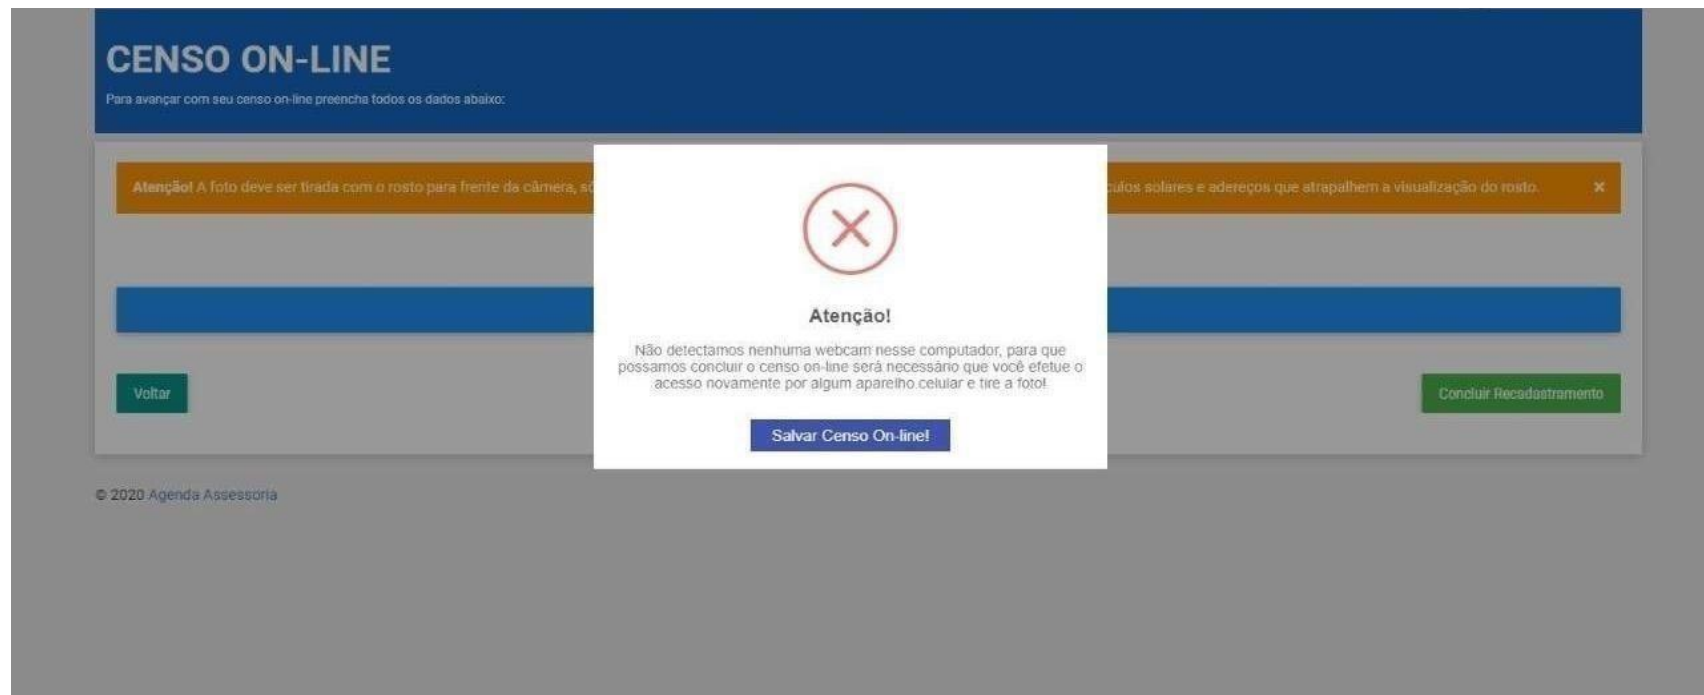 CENSO ON-LINE
Para avançar com seu censo on-line preencha todos os dados abaixo:
Atenção! A foto deve ser tirada com o rosto para frente da câmera, só
solares e adereços que atrapalhem a visualização do rosto. ×
Atenção!
Não detectamos nenhuma webcam nesse computador, para que
possamos concluir o censo on-line será necessário que você efetue o
acesso novamente por algum aparelho celular e tire a foto!
Salvar Censo On-line!
Voltar
Concluir Recadastramento
© 2020 Agenda Assessoria